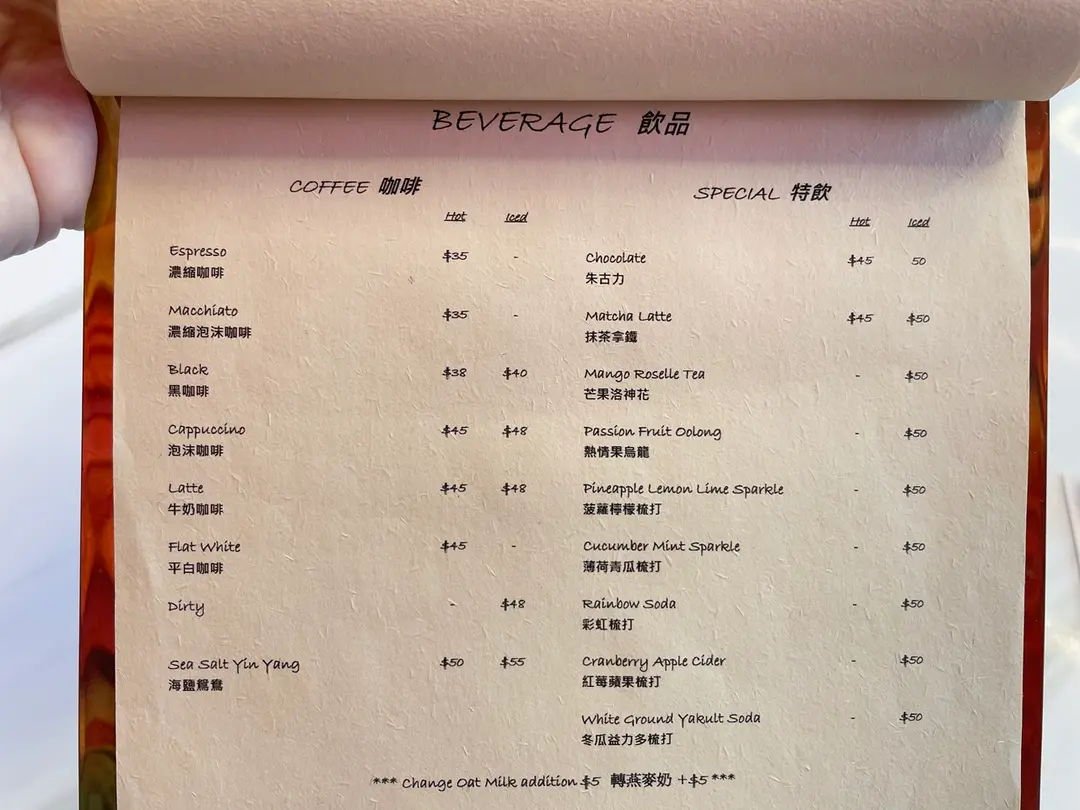 BEVERAGE 飲品
COFFEE 咖啡
Hot Iced
Espresso $35 -
濃縮咖啡
Macchiato $35 -
濃縮泡沫咖啡
Black $38 $40
黑咖啡
Cappuccino $45 $48
泡沫咖啡
Latte $45 $48
牛奶咖啡
Flat White $45 -
平白咖啡
Dirty - $48
Sea Salt Yin Yang $50 $55
海鹽鴛鴦
SPECIAL 特飲
Hot Iced
Chocolate $45 50
朱古力
Matcha Latte $45 $50
抹茶拿鐵
Mango Roselle Tea - $50
芒果洛神花
Passion Fruit Oolong - $50
熱情果烏龍
Pineapple Lemon Lime Sparkle - $50
菠蘿檸檬梳打
Cucumber Mint Sparkle - $50
薄荷青瓜梳打
Rainbow Soda - $50
彩虹梳打
Cranberry Apple Cider - $50
紅莓蘋果梳打
White Ground Yakult Soda - $50
冬瓜益力多梳打
*** Change Oat Milk addition $5 轉燕麥奶 +$5 ***